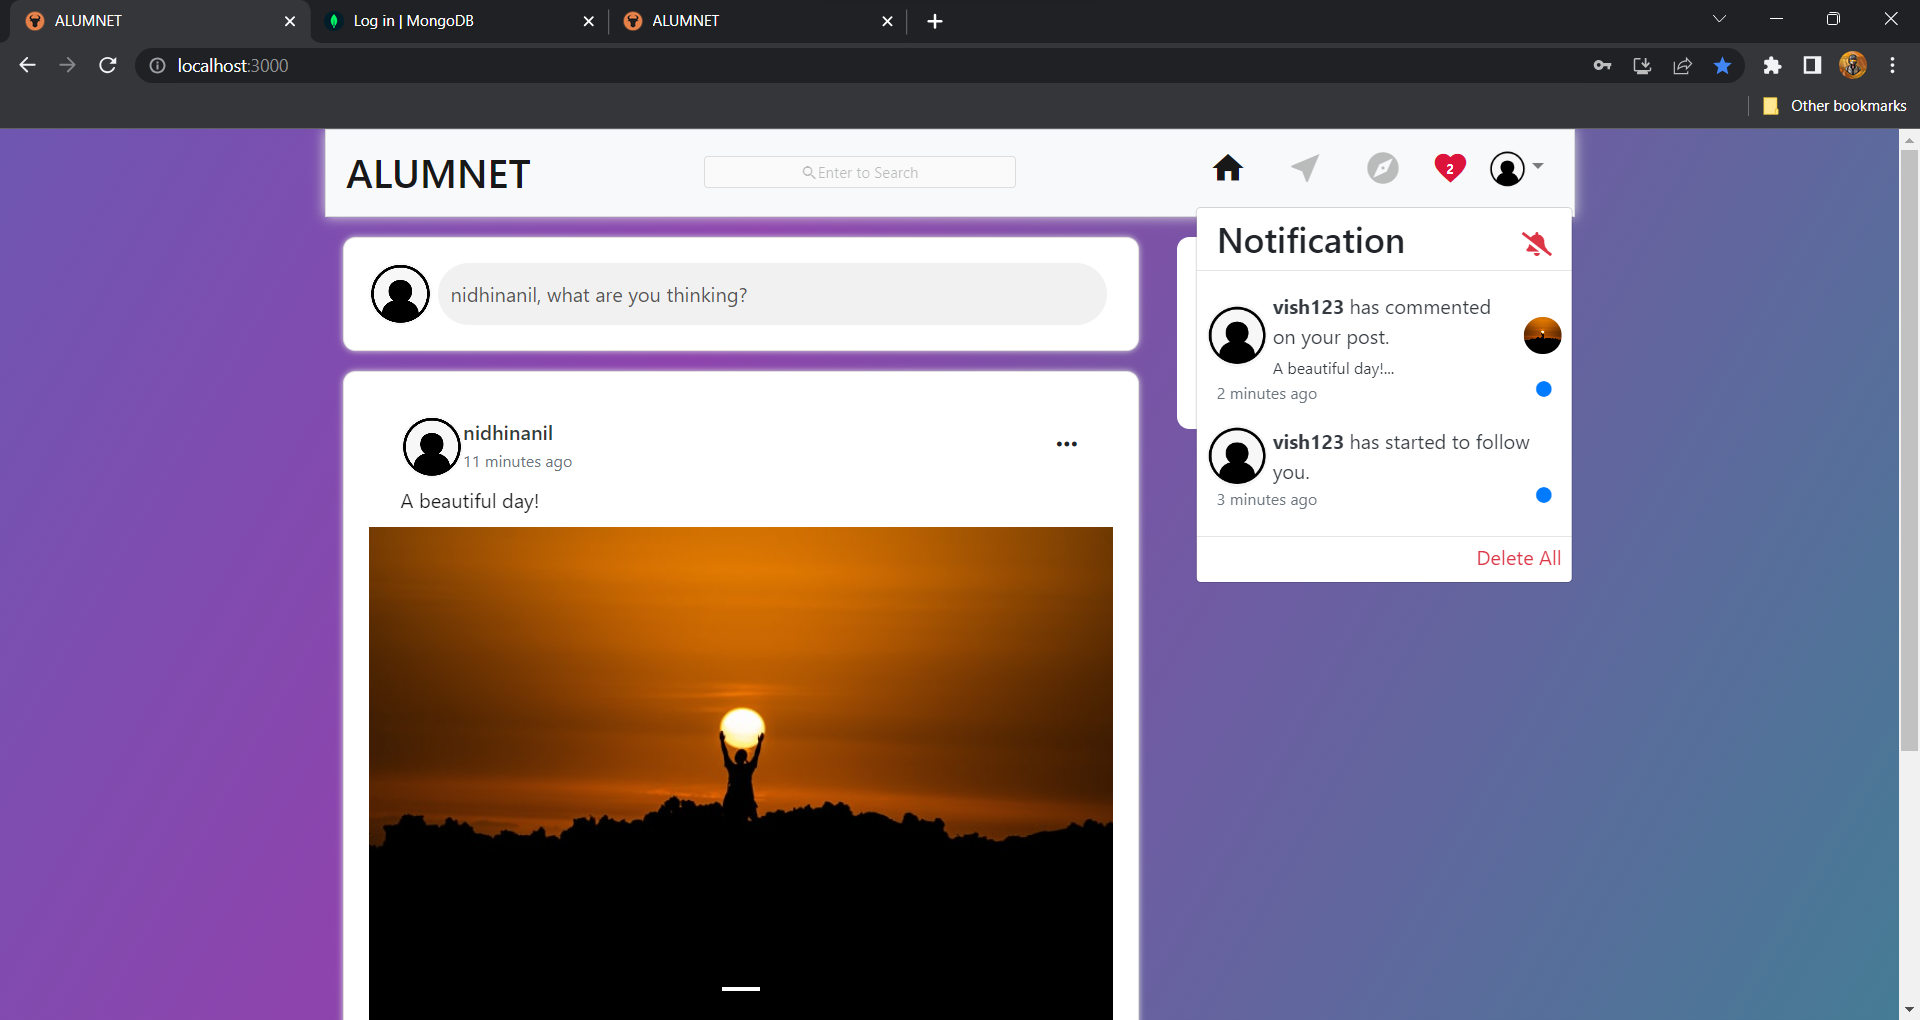 ALUMNET
Log in | MongoDB
ALUMNET
localhost:3000
Other bookmarks
ALUMNET
Enter to Search
2
nidhinanil, what are you thinking?
nidhinanil
11 minutes ago
A beautiful day!
Notification
vish123 has commented
on your post.
A beautiful day!...
2 minutes ago
vish123 has started to follow
you.
3 minutes ago
Delete All